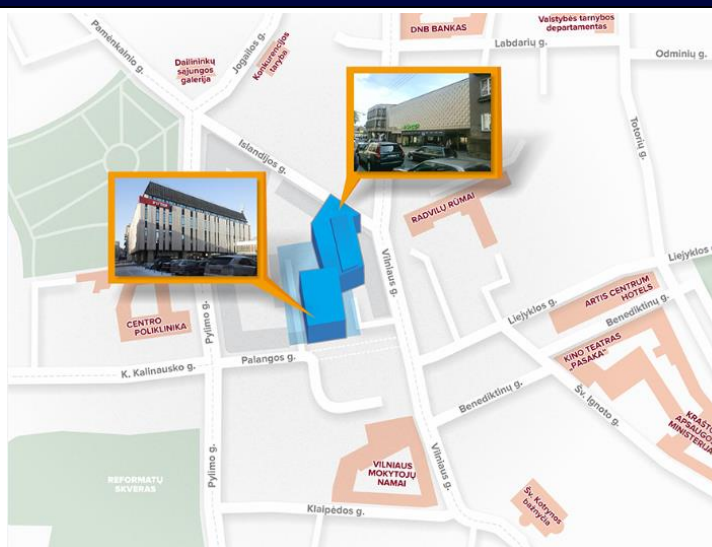 DNB BANKAS
Valstybės tarnybos
departamentas
Labdarių g.
Odminių g.
Pamėnkalnio g.
Jogailos g.
Konkurencijos
taryba
Dailininkų
sąjungos
galerija
Islandijos g.
Totorių g.
RADVILŲ RŪMAI
Vilniaus g.
Liejyklos g.
ARTIS CENTRUM
HOTELS
Liejyklos g.
Benediktinų g.
CENTRO
POLIKLINIKA
Pylimo g.
KINO TEATRAS
"PASAKA"
Palangos g.
K. Kalinausko g.
Benediktinų g.
Šv. Ignoto g.
KRAŠTO
APSAUGOS
MINISTERIJA
VILNIAUS
MOKYTOJŲ
NAMAI
Vilniaus g.
REFORMATŲ
SKVERAS
Pylimo g.
Klaipėdos g.
Šv. Kotrynos
bažnyčia